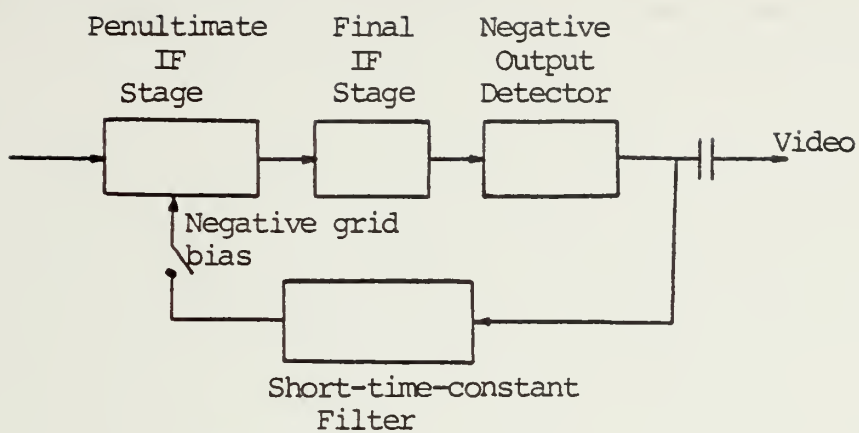 Penultimate
IF
Stage
Final
IF
Stage
Negative
Output
Detector
Video
Negative grid
bias
Short-time-constant
Filter